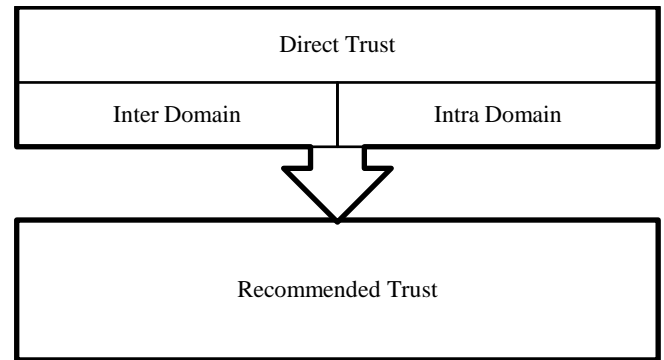 Direct Trust
Inter Domain
Intra Domain
Recommended Trust